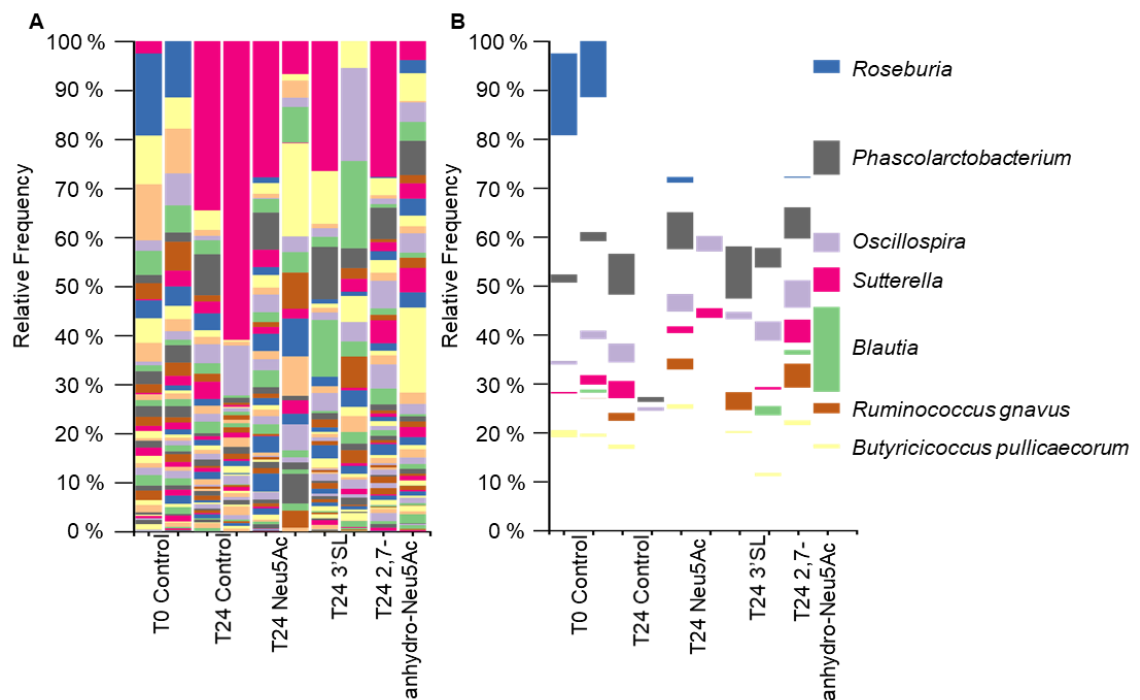 A
100 %
90 %
80 %
70 %
60 %
50 %
40 %
30 %
20 %
10 %
0 %
Relative Frequency
T0 Control
T24 Control
T24 Neu5Ac
T24 3'SL
T24 2,7-
anhydro-Neu5Ac
B
100 %
90 %
80 %
70 %
60 %
50 %
40 %
30 %
20 %
10 %
0 %
Relative Frequency
T0 Control
T24 Control
T24 Neu5Ac
T24 3'SL
T24 2,7-
anhydro-Neu5Ac
Roseburia
Phascolarctobacterium
Oscillospira
Sutterella
Blautia
Ruminococcus gnavus
Butyricicoccus pullicaecorum